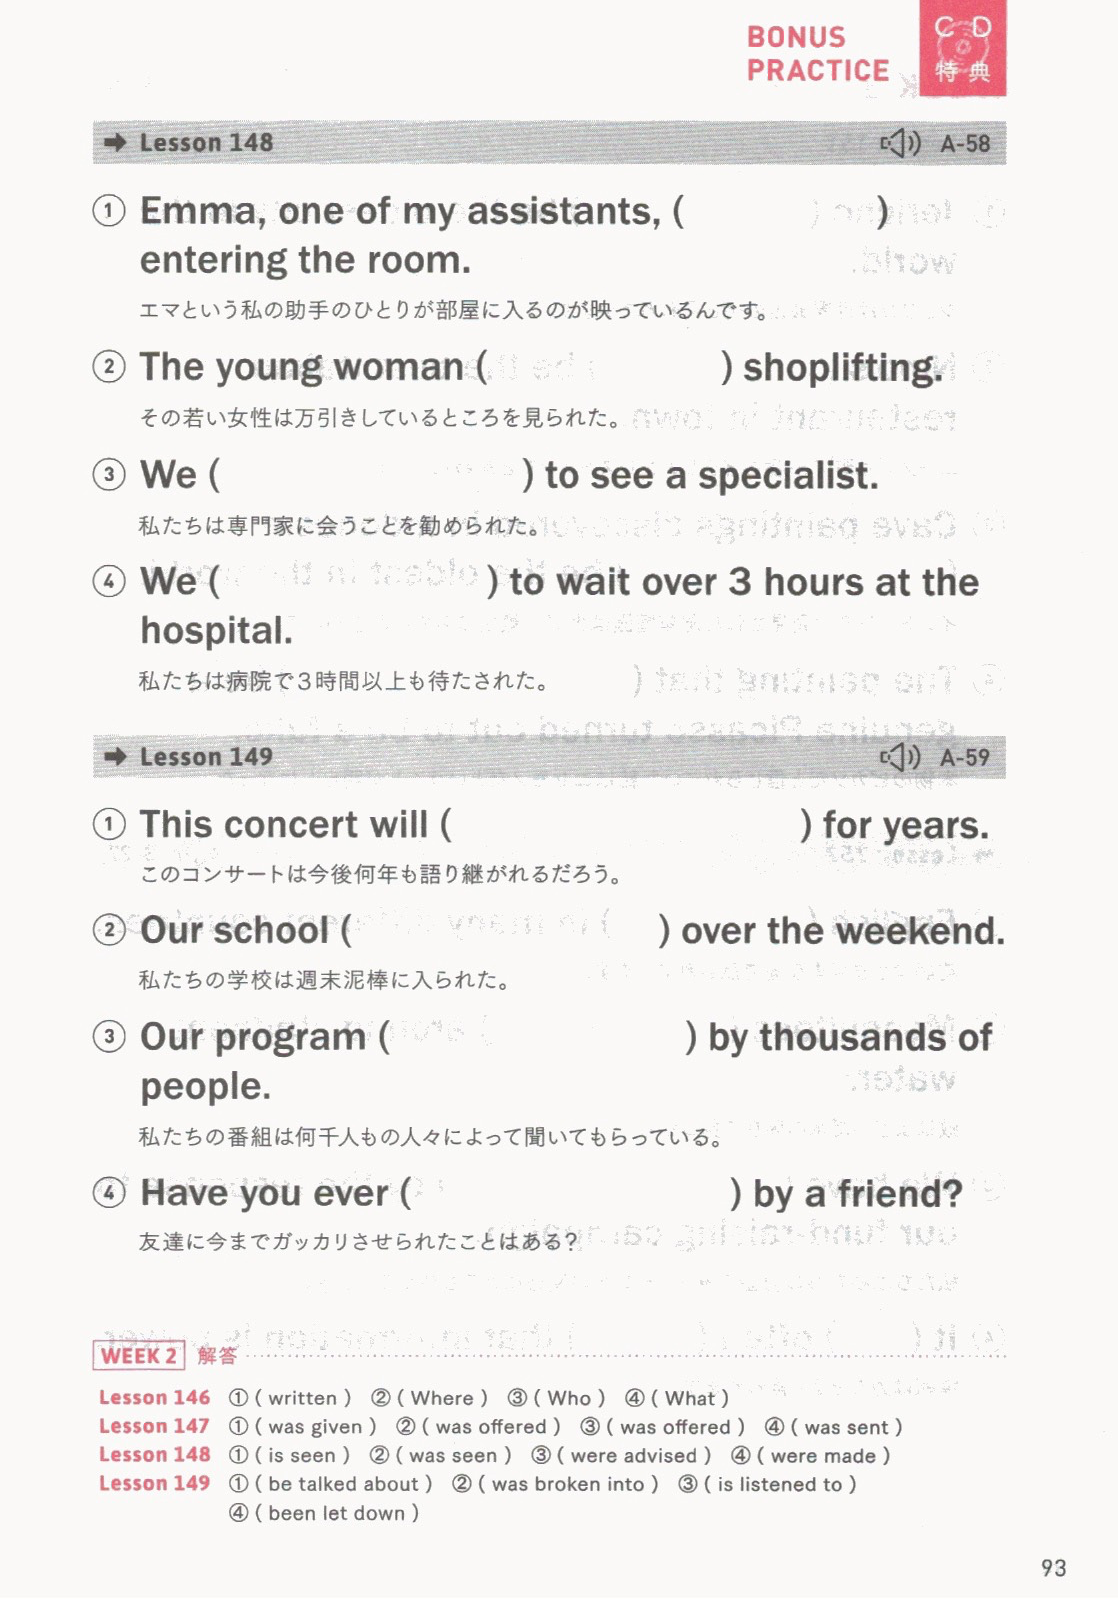 BONUS
PRACTICE
CD
特典
➡ Lesson 148 A-58
① Emma, one of my assistants, ( )
entering the room.
エマという私の助手のひとりが部屋に入るのが映っているんです。
② The young woman ( ) shoplifting.
その若い女性は万引きしているところを見られた。
③ We ( ) to see a specialist.
私たちは専門家に会うことを勧められた。
④ We ( ) to wait over 3 hours at the
hospital.
私たちは病院で3時間以上も待たされた。
➡ Lesson 149 A-59
① This concert will ( ) for years.
このコンサートは今後何年も語り継がれるだろう。
② Our school ( ) over the weekend.
私たちの学校は週末泥棒に入られた。
③ Our program ( ) by thousands of
people.
私たちの番組は何千人もの人々によって聞いてもらっている。
④ Have you ever ( ) by a friend?
友達に今までガッカリさせられたことはある?
WEEK 2 解答
Lesson 146 ① ( written ) ② ( Where ) ③ ( Who ) ④ ( What )
Lesson 147 ① ( was given ) ② ( was offered ) ③ ( was offered ) ④ ( was sent )
Lesson 148 ① ( is seen ) ② ( was seen ) ③ ( were advised ) ④ ( were made )
Lesson 149 ① ( be talked about ) ② ( was broken into ) ③ ( is listened to )
④ ( been let down )
93